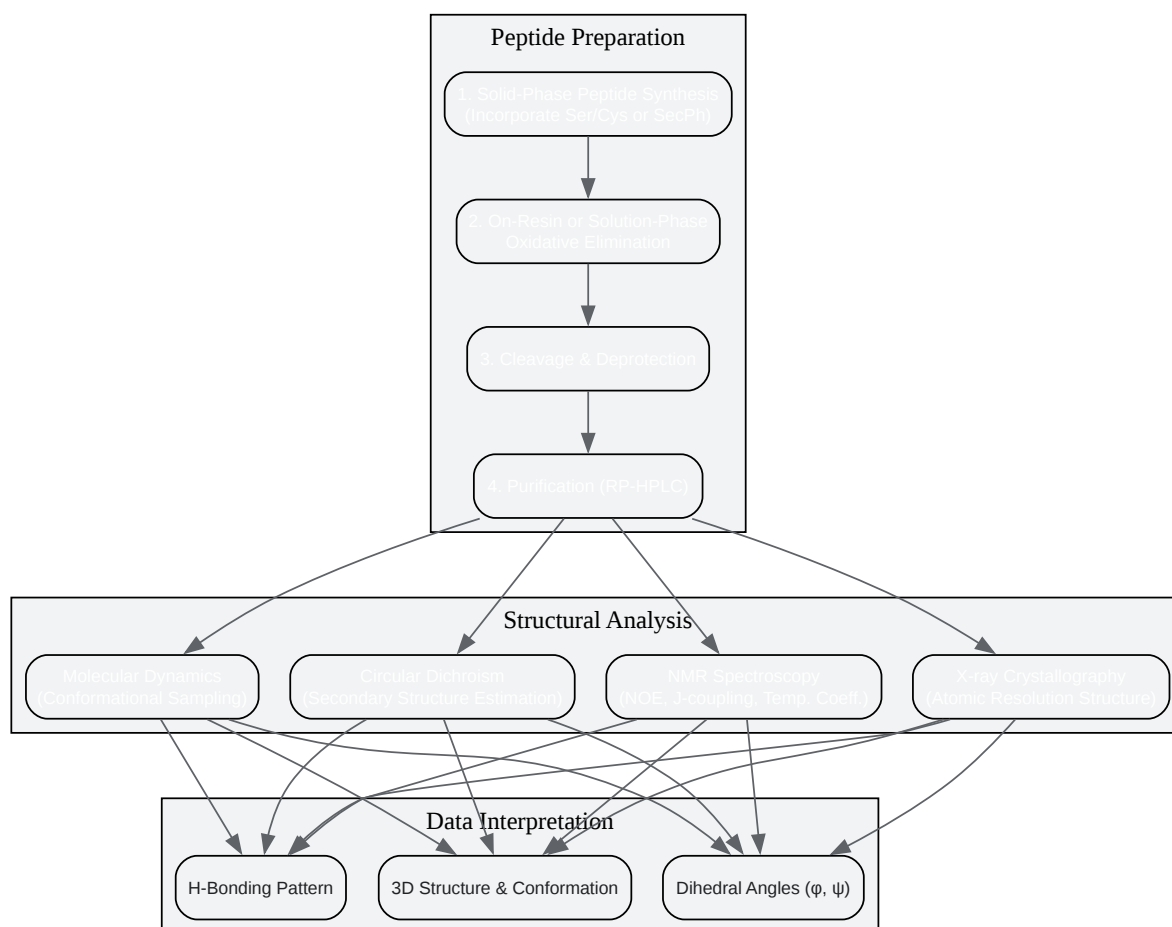 Peptide Preparation
1. Solid-Phase Peptide Synthesis
(Incorporate Ser/Cys or SecPh)
2. On-Resin or Solution-Phase
Oxidative Elimination
3. Cleavage & Deprotection
4. Purification (RP-HPLC)
Structural Analysis
Molecular Dynamics
(Conformational Sampling)
Circular Dichroism
(Secondary Structure Estimation)
NMR Spectroscopy
(NOE, J-coupling, Temp. Coeff.)
X-ray Crystallography
(Atomic Resolution Structure)
Data Interpretation
H-Bonding Pattern
3D Structure & Conformation
Dihedral Angles (φ, ψ)